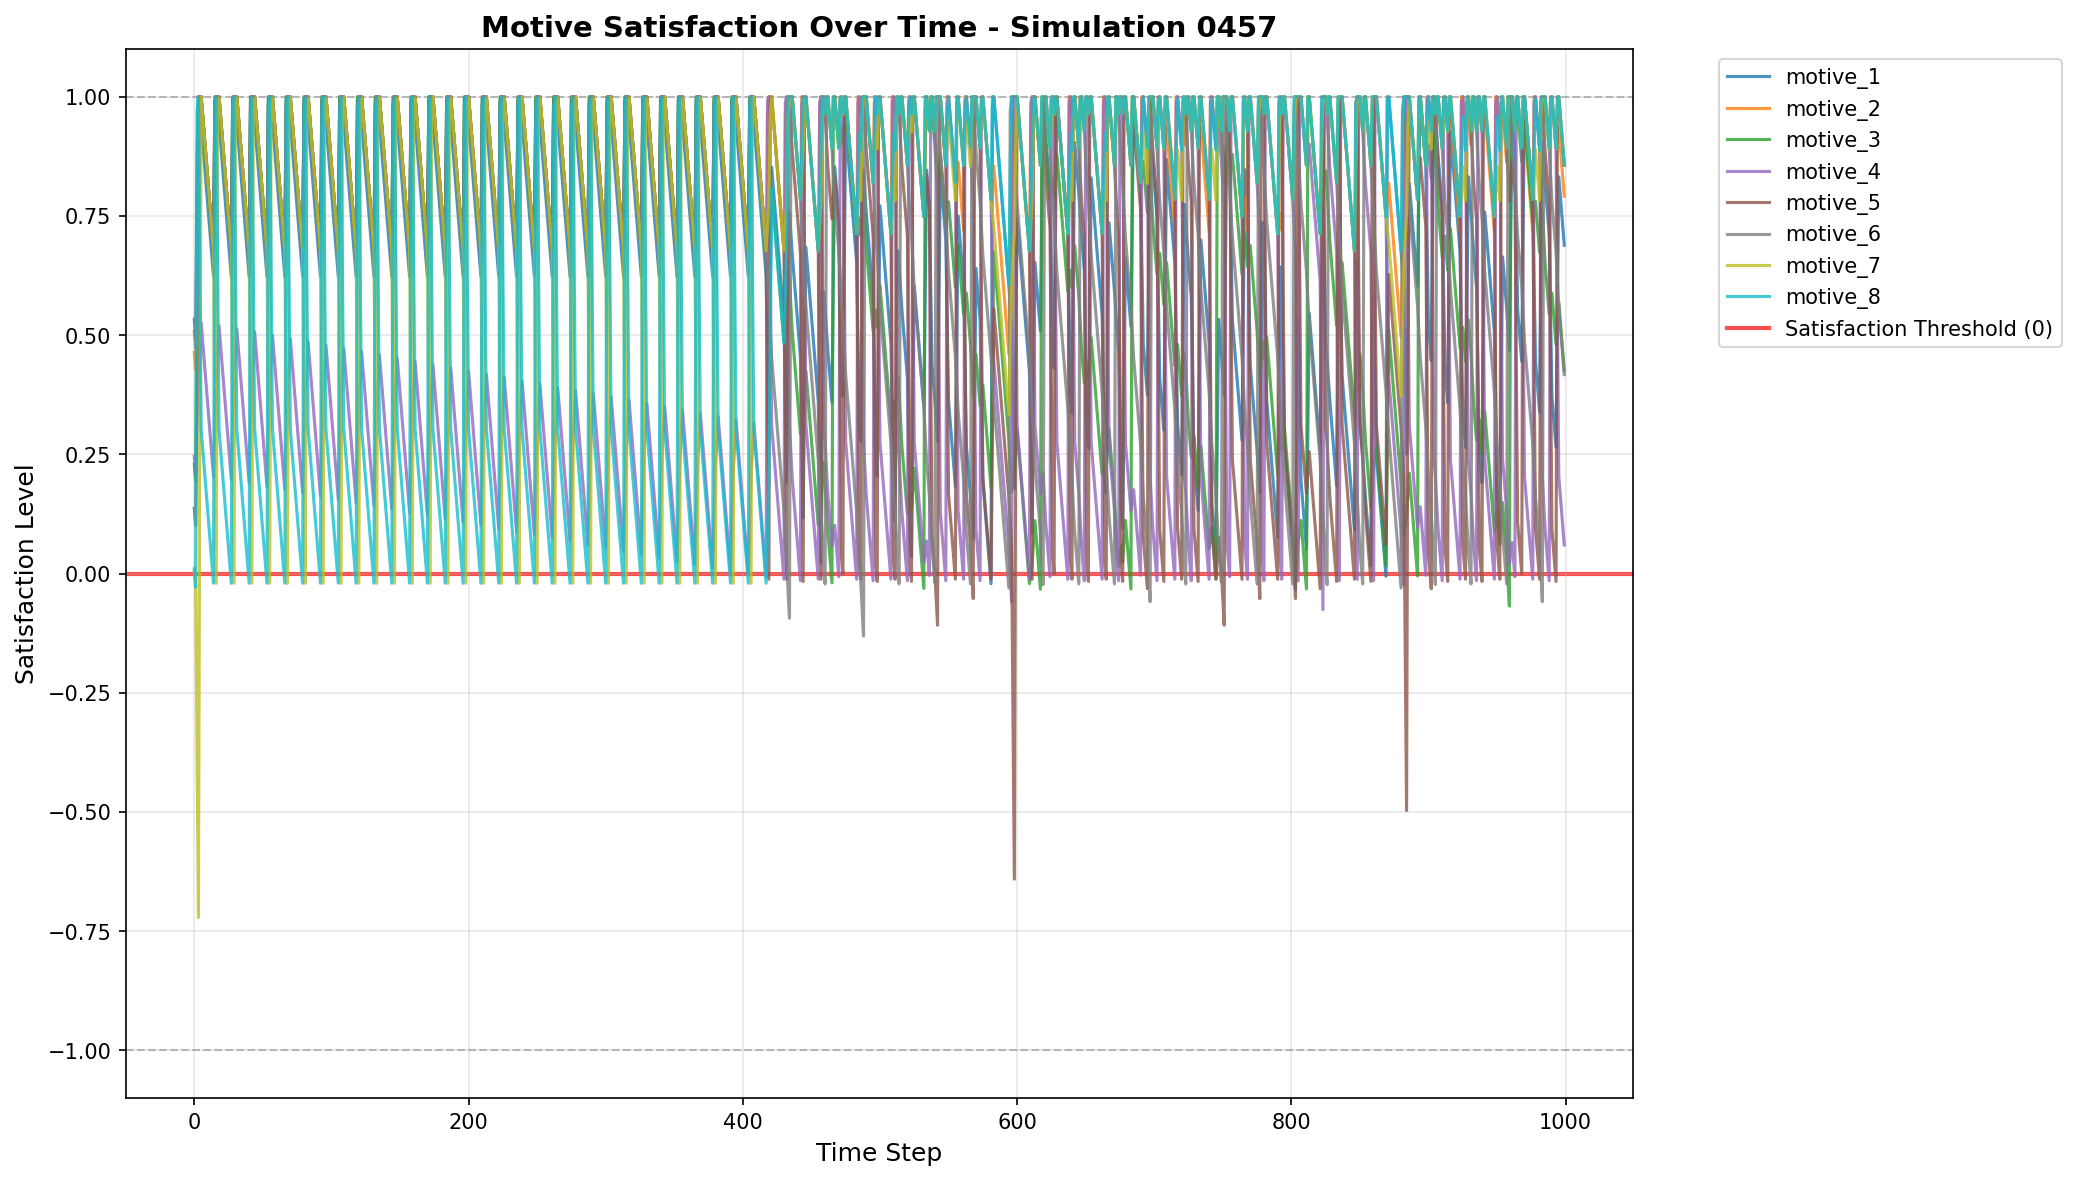 Motive Satisfaction Over Time - Simulation 0457
motive_1
motive_2
motive_3
motive_4
motive_5
motive_6
motive_7
motive_8
Satisfaction Threshold (0)
Satisfaction Level
1.00
0.75
0.50
0.25
0.00
−0.25
−0.50
−0.75
−1.00
0 200 400 600 800 1000
Time Step